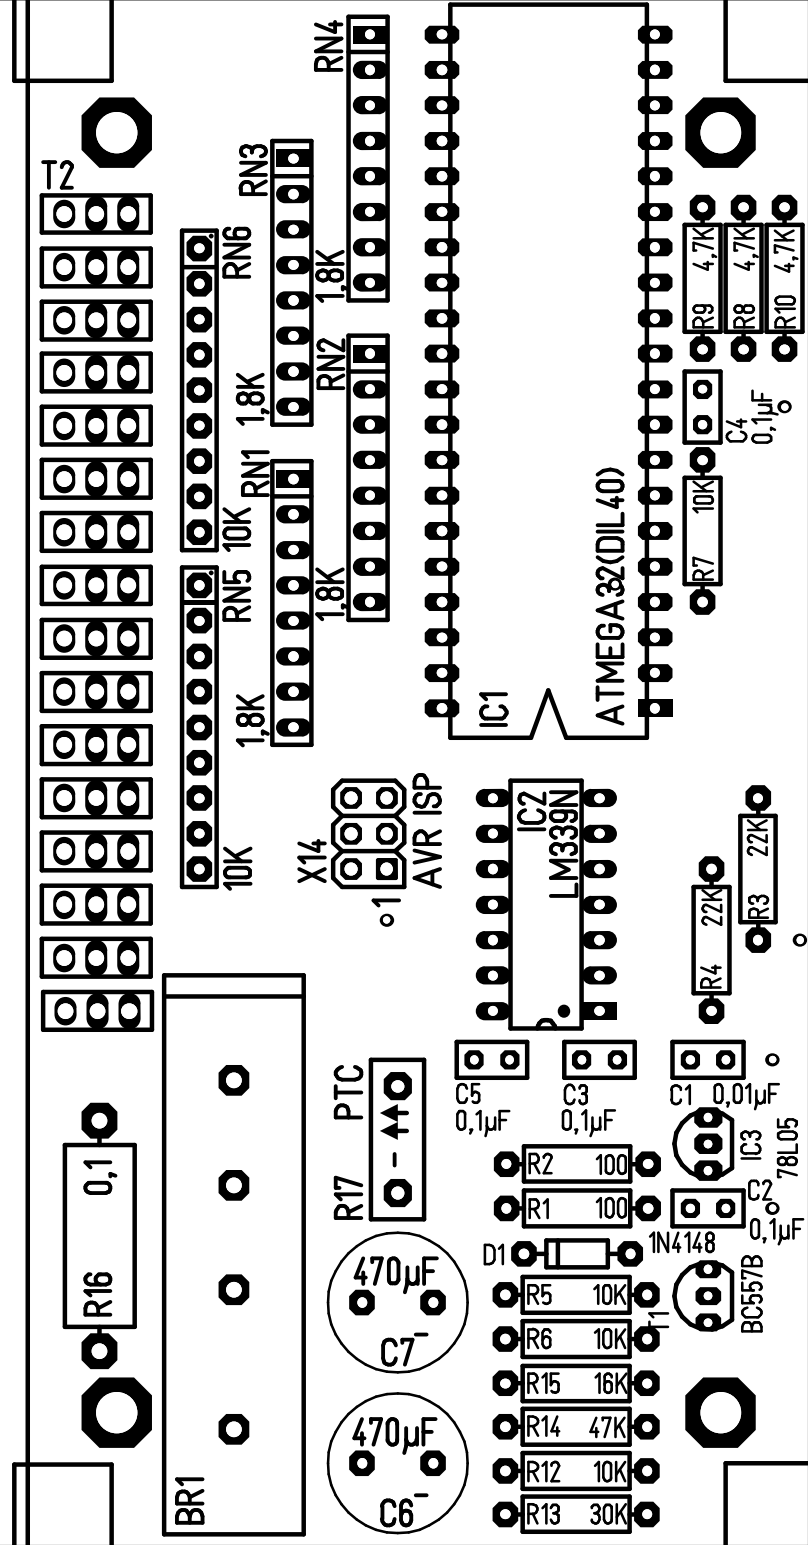 RN4
1,8K
T2
RN3
1,8K
RN6
10K
RN2
1,8K
RN1
1,8K
RN5
10K
4,7K
R9
4,7K
R8
4,7K
R10
C4
0,1µF
10K
R7
IC1
ATMEGA32(DIL40)
X14
AVR ISP
1
IC2
LM339N
22K
R3
22K
R4
C5
0,1µF
C3
0,1µF
C1 0,01µF
PTC
R17
0,1
R16
IC3
78L05
R2 100
R1 100
C2
0,1µF
D1
1N4148
470µF
C7
R5 10K
T1
BC557B
R6 10K
R15 16K
R14 47K
470µF
C6
R12 10K
R13 30K
BR1